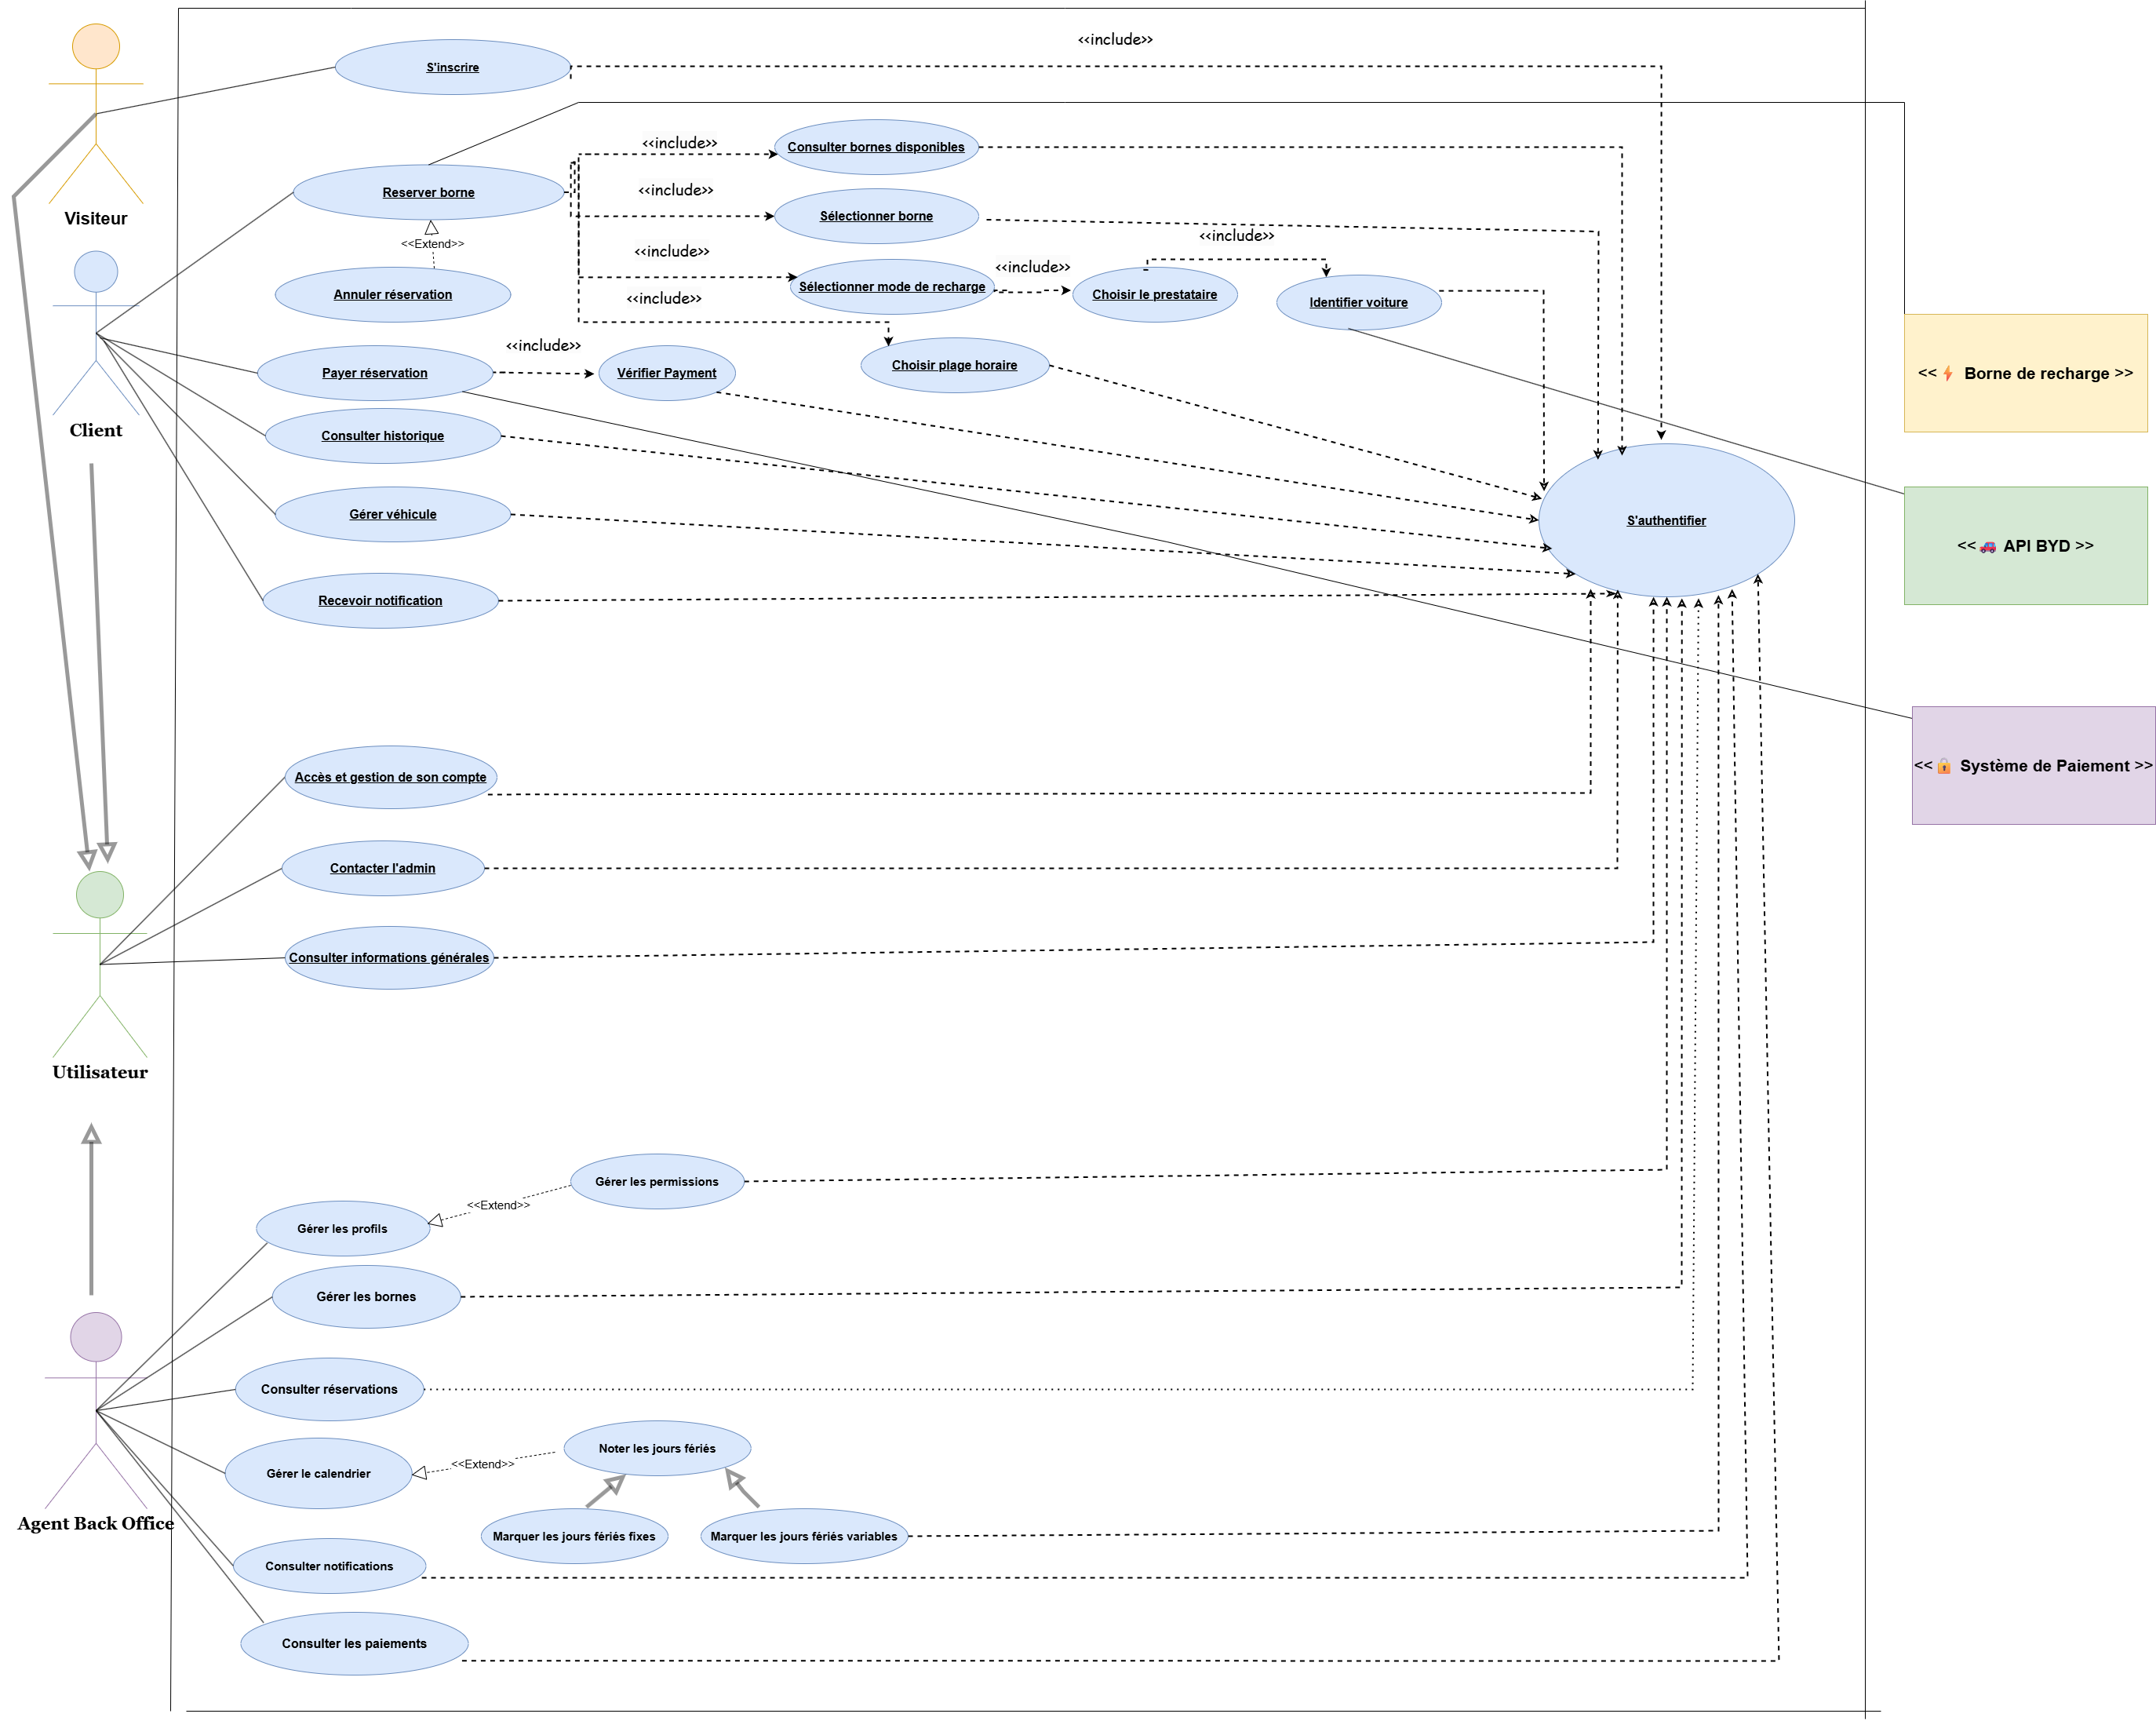 <<include>>
S'inscrire
<<include>>
Consulter bornes disponibles
Visiteur
Reserver borne
<<include>>
Sélectionner borne
<<Extend>>
<<include>>
<<include>>
<<include>>
Annuler réservation
Sélectionner mode de recharge
Choisir le prestataire
Identifier voiture
<<include>>
<<include>>
Payer réservation
Vérifier Payment
Choisir plage horaire
<< ⚡ Borne de recharge >>
Client
Consulter historique
Gérer véhicule
S'authentifier
<< 🚗 API BYD >>
Recevoir notification
Accès et gestion de son compte
<< 🔒 Système de Paiement >>
Contacter l'admin
Consulter informations générales
Utilisateur
Gérer les permissions
<<Extend>>
Gérer les profils
Gérer les bornes
Consulter réservations
Noter les jours fériés
<<Extend>>
Gérer le calendrier
Agent Back Office
Marquer les jours fériés fixes
Marquer les jours fériés variables
Consulter notifications
Consulter les paiements